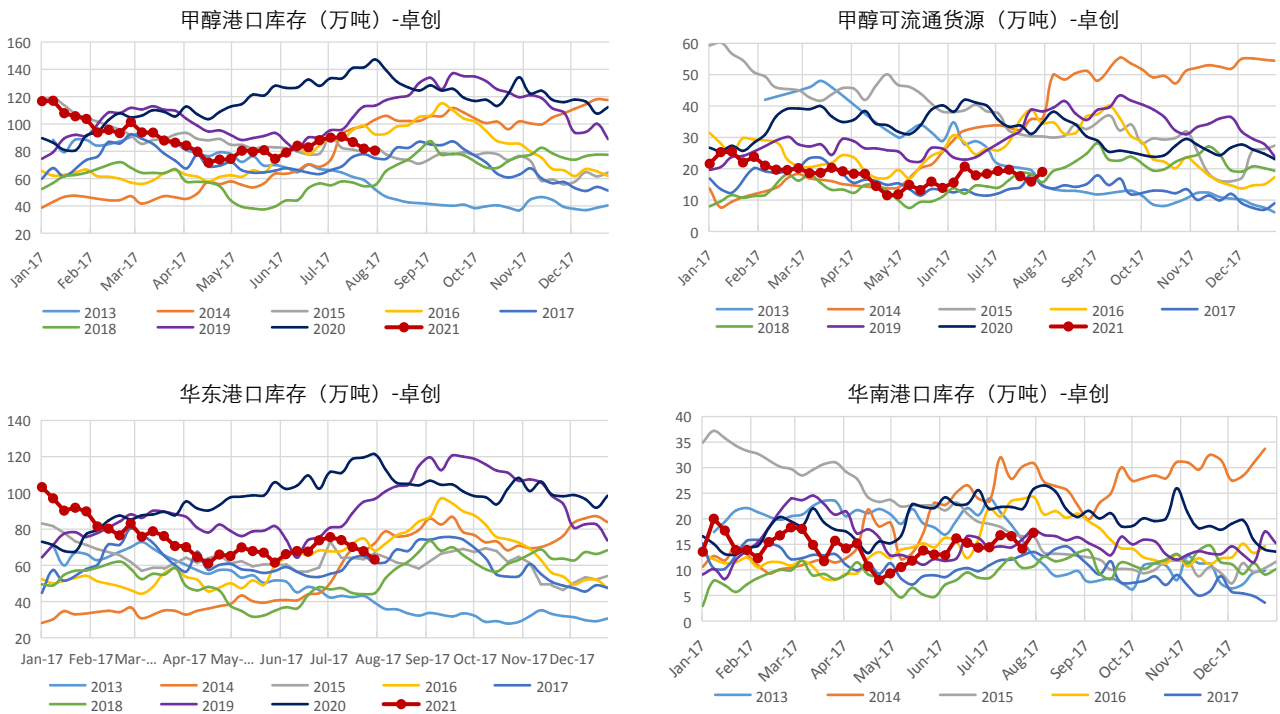 甲醇港口库存（万吨）-卓创
160
140
120
100
80
60
40
20
Jan-17 Feb-17 Mar-17 Apr-17 May-17 Jun-17 Jul-17 Aug-17 Sep-17 Oct-17 Nov-17 Dec-17
2013 2014 2015 2016 2017
2018 2019 2020 2021
甲醇可流通货源（万吨）-卓创
60
50
40
30
20
10
0
Jan-17 Feb-17 Mar-17 Apr-17 May-17 Jun-17 Jul-17 Aug-17 Sep-17 Oct-17 Nov-17 Dec-17
2013 2014 2015 2016 2017
2018 2019 2020 2021
华东港口库存（万吨）-卓创
140
120
100
80
60
40
20
Jan-17 Feb-17 Mar-... Apr-17 May-... Jun-17 Jul-17 Aug-17 Sep-17 Oct-17 Nov-17 Dec-17
2013 2014 2015 2016 2017
2018 2019 2020 2021
华南港口库存（万吨）-卓创
40
35
30
25
20
15
10
5
0
Jan-17 Feb-17 Mar-17 Apr-17 May-17 Jun-17 Jul-17 Aug-17 Sep-17 Oct-17 Nov-17 Dec-17
2013 2014 2015 2016 2017
2018 2019 2020 2021